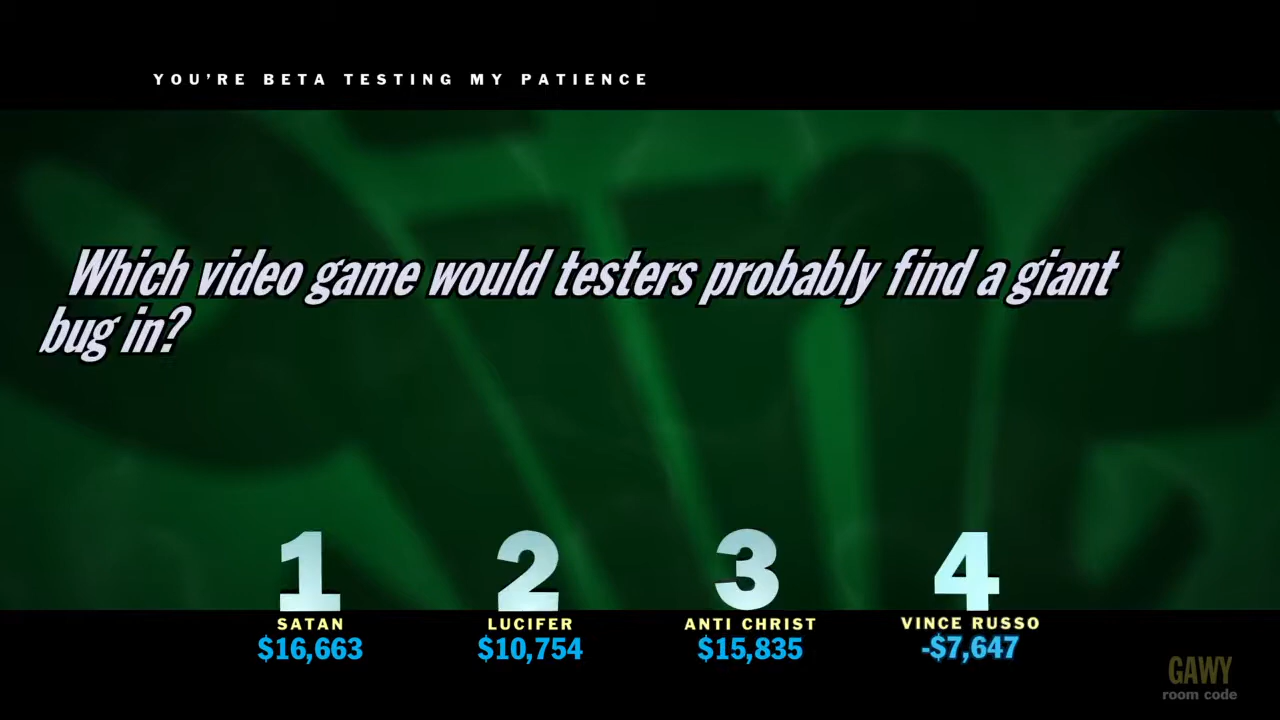 YOU'RE BETA TESTING MY PATIENCE
Which video game would testers probably find a giant
bug in?
1 2 3 4
SATAN LUCIFER ANTI CHRIST VINCE RUSSO
$16,663 $10,754 $15,835 -$7,647
GAWY
room code